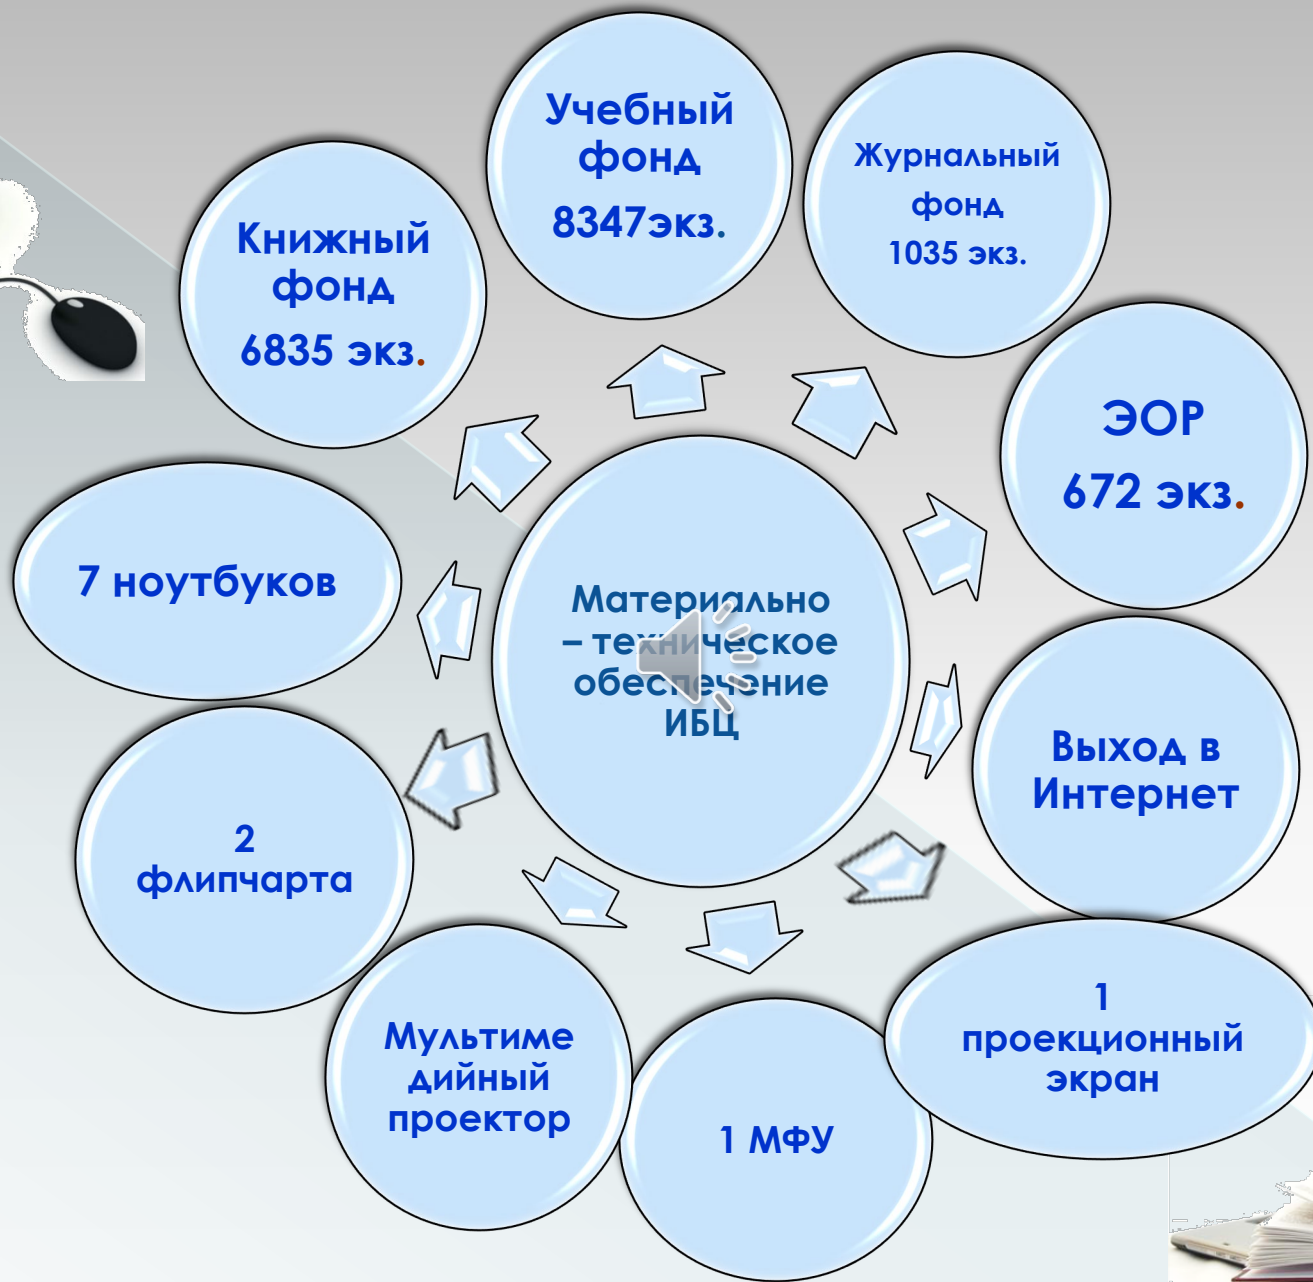 Учебный
фонд
8347экз.
Журнальный
фонд
1035 экз.
Книжный
фонд
6835 экз.
ЭОР
672 экз.
7 ноутбуков
Материально
– техническое
обеспечение
ИБЦ
Выход в
Интернет
2
флипчарта
1
проекционный
экран
Мультиме
дийный
проектор
1 МФУ